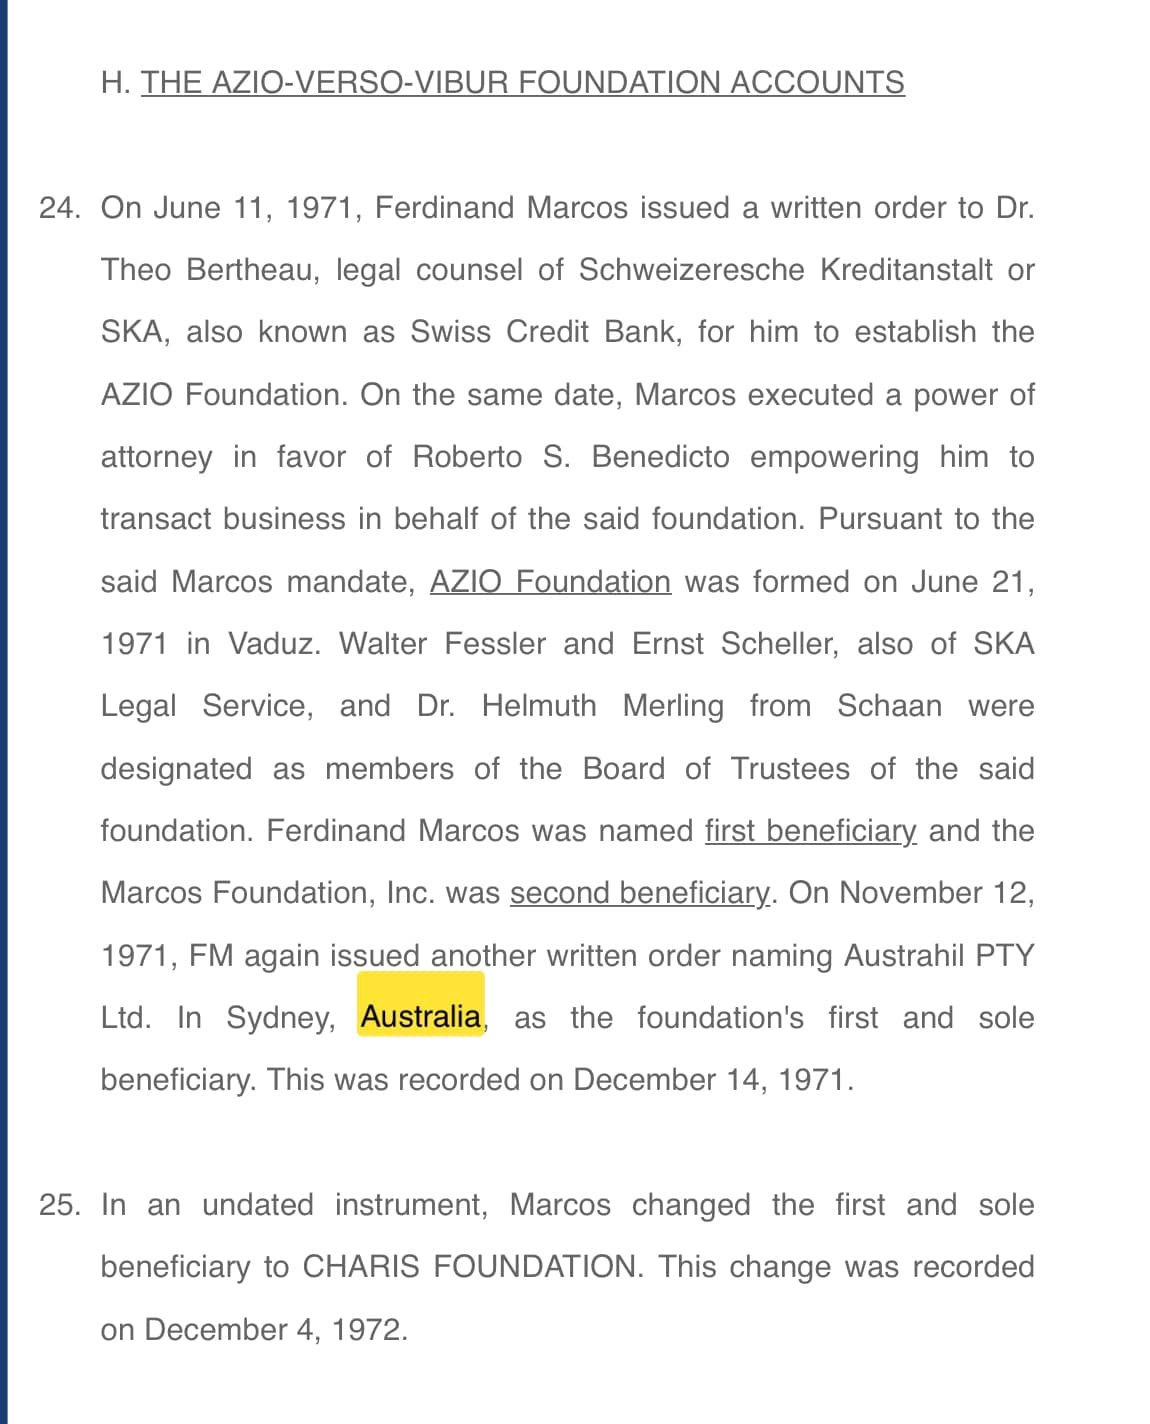 H. THE AZIO-VERSO-VIBUR FOUNDATION ACCOUNTS
24. On June 11, 1971, Ferdinand Marcos issued a written order to Dr.
Theo Bertheau, legal counsel of Schweizeresche Kreditanstalt or
SKA, also known as Swiss Credit Bank, for him to establish the
AZIO Foundation. On the same date, Marcos executed a power of
attorney in favor of Roberto S. Benedicto empowering him to
transact business in behalf of the said foundation. Pursuant to the
said Marcos mandate, AZIO Foundation was formed on June 21,
1971 in Vaduz. Walter Fessler and Ernst Scheller, also of SKA
Legal Service, and Dr. Helmuth Merling from Schaan were
designated as members of the Board of Trustees of the said
foundation. Ferdinand Marcos was named first beneficiary and the
Marcos Foundation, Inc. was second beneficiary. On November 12,
1971, FM again issued another written order naming Austrahil PTY
Ltd. In Sydney, Australia, as the foundation's first and sole
beneficiary. This was recorded on December 14, 1971.
25. In an undated instrument, Marcos changed the first and sole
beneficiary to CHARIS FOUNDATION. This change was recorded
on December 4, 1972.